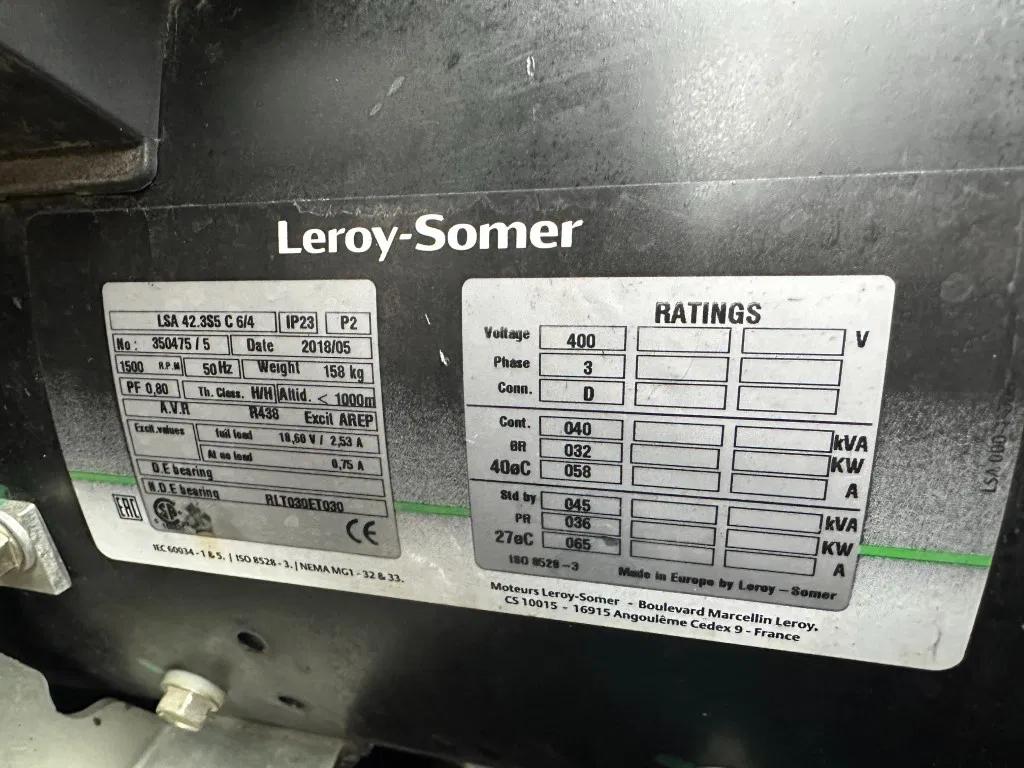 Leroy-Somer
LSA 42.3S5 C 6/4 IP23 P2
No: 350475 / 5 Date 2018/05
1500 R.P.M 50 Hz Weight 158 kg
PF 0,80 Th. Class. H/H Altid. < 1000m
A.V.R R438 Excit AREP
Excit.values full load 18,60 V / 2,53 A
At no load 0,75 A
D.E bearing
N.D.E bearing RLT030ET030
EAC
SA
CE
IEC 60034 - 1 & 5. / ISO 8528 - 3. / NEMA MG1 - 32 & 33.
RATINGS
Voltage 400 V
Phase 3
Conn. D
Cont. 040 kVA
BR 032 KW
40øC 058 A
Std by 045 kVA
PR 036 KW
27øC 065 A
ISO 8528 -3 Made in Europe by Leroy - Somer
Moteurs Leroy-Somer - Boulevard Marcellin Leroy,
CS 10015 - 16915 Angoulême Cedex 9 - France